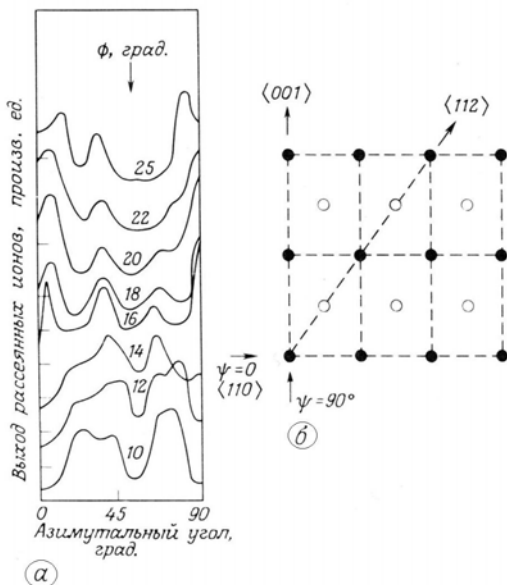 Выход рассеянных ионов, произв. ед.
ϕ, град.
25
22
20
18
16
14
12
10
0 45 90
Азимутальный угол,
град.
а
⟨001⟩
⟨112⟩
ψ=0
⟨110⟩
ψ=90°
б